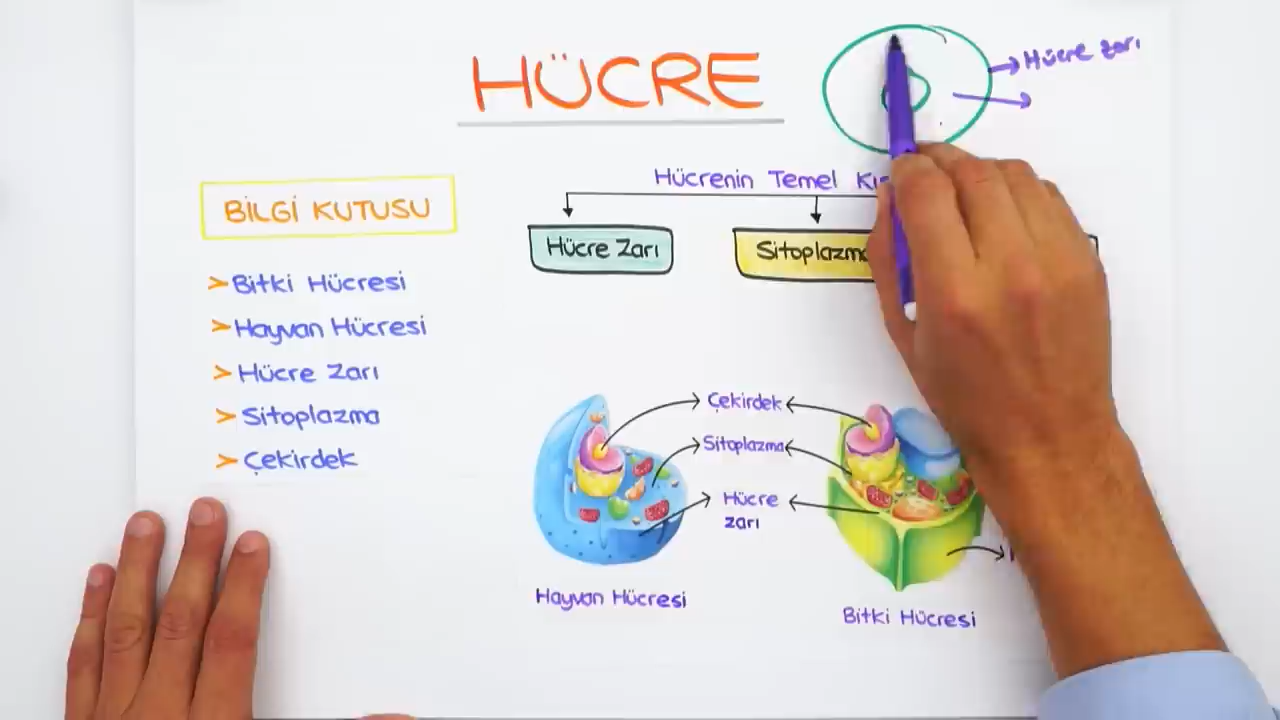 HÜCRE
Hücre zarı
Hücrenin Temel
BİLGİ KUTUSU
Hücre Zarı
➤Bitki Hücresi
➤Hayvan Hücresi
➤Hücre Zarı
➤Sitoplazma
➤Çekirdek
Çekirdek
Sitoplazma
Hücre
zarı
Hayvan Hücresi
Bitki Hücresi